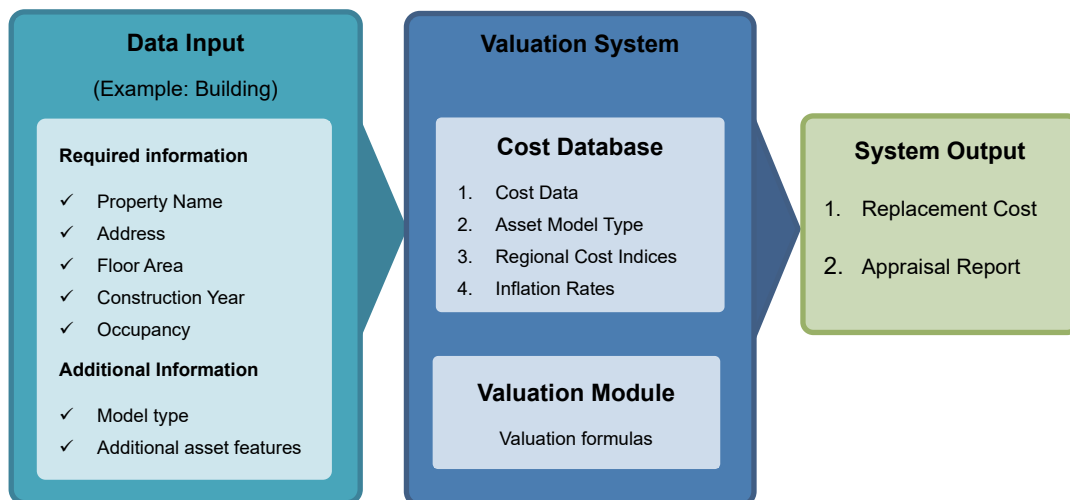 Data Input
(Example: Building)
Required information
✓ Property Name
✓ Address
✓ Floor Area
✓ Construction Year
✓ Occupancy
Additional Information
✓ Model type
✓ Additional asset features
Valuation System
Cost Database
1. Cost Data
2. Asset Model Type
3. Regional Cost Indices
4. Inflation Rates
Valuation Module
Valuation formulas
System Output
1. Replacement Cost
2. Appraisal Report